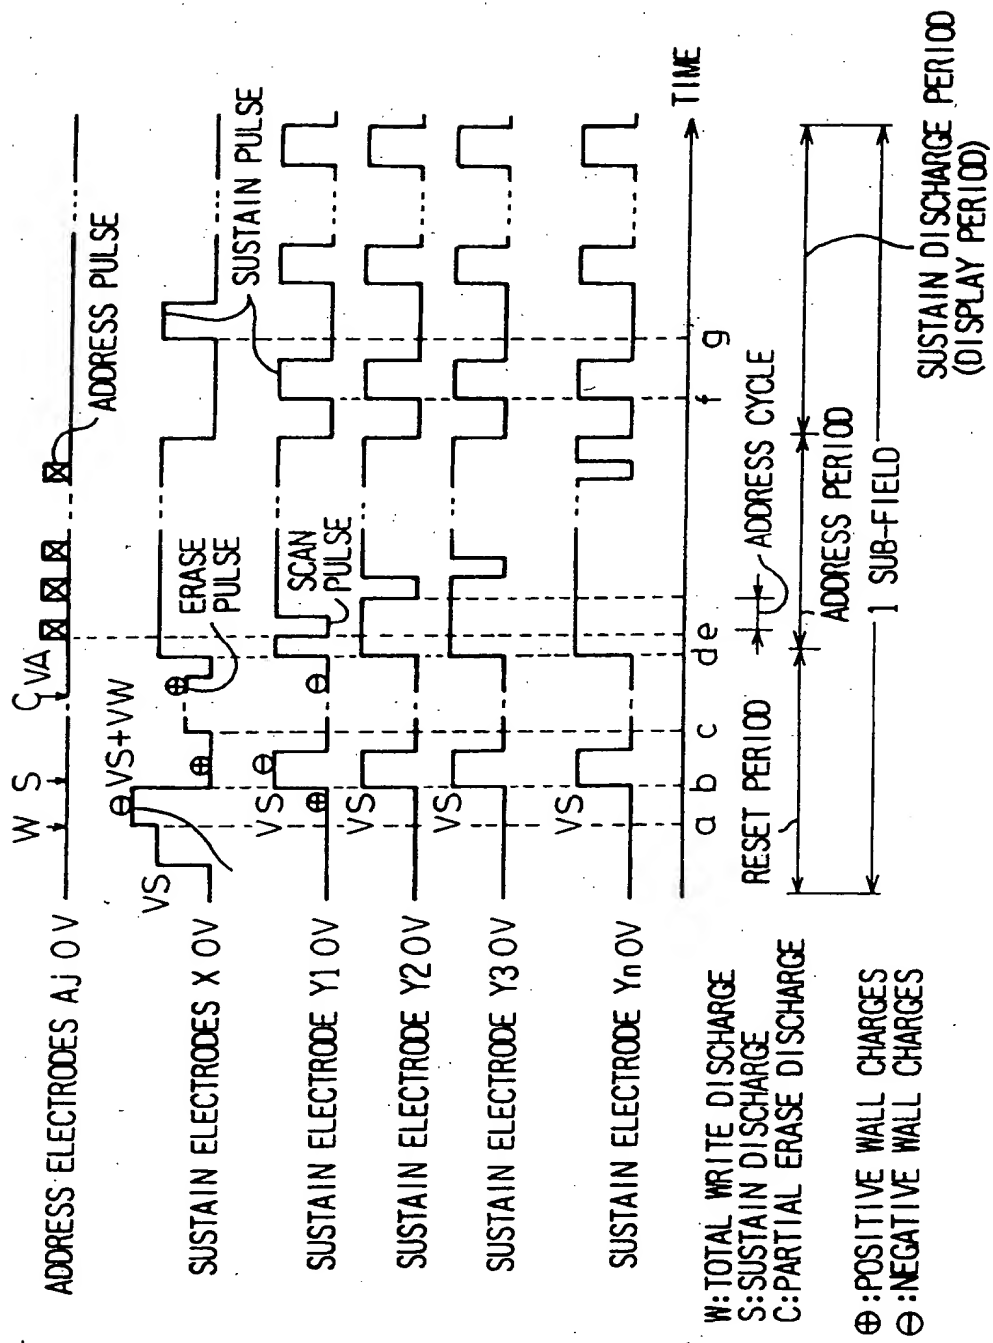 W S C
VA
ADDRESS ELECTRODES AJ 0 V
ADDRESS PULSE
VS
VS+VW
SUSTAIN ELECTRODES X 0V
ERASE
PULSE
SUSTAIN PULSE
VS
SUSTAIN ELECTRODE Y1 0V
SCAN
PULSE
VS
SUSTAIN ELECTRODE Y2 0V
VS
SUSTAIN ELECTRODE Y3 0V
VS
SUSTAIN ELECTRODE Yn 0V
TIME
a b c d e f g
RESET PERIOD
ADDRESS CYCLE
ADDRESS PERIOD
1 SUB-FIELD
SUSTAIN DISCHARGE PERIOD
(DISPLAY PERIOD)
W:TOTAL WRITE DISCHARGE
S:SUSTAIN DISCHARGE
C:PARTIAL ERASE DISCHARGE
⊕:POSITIVE WALL CHARGES
⊖:NEGATIVE WALL CHARGES